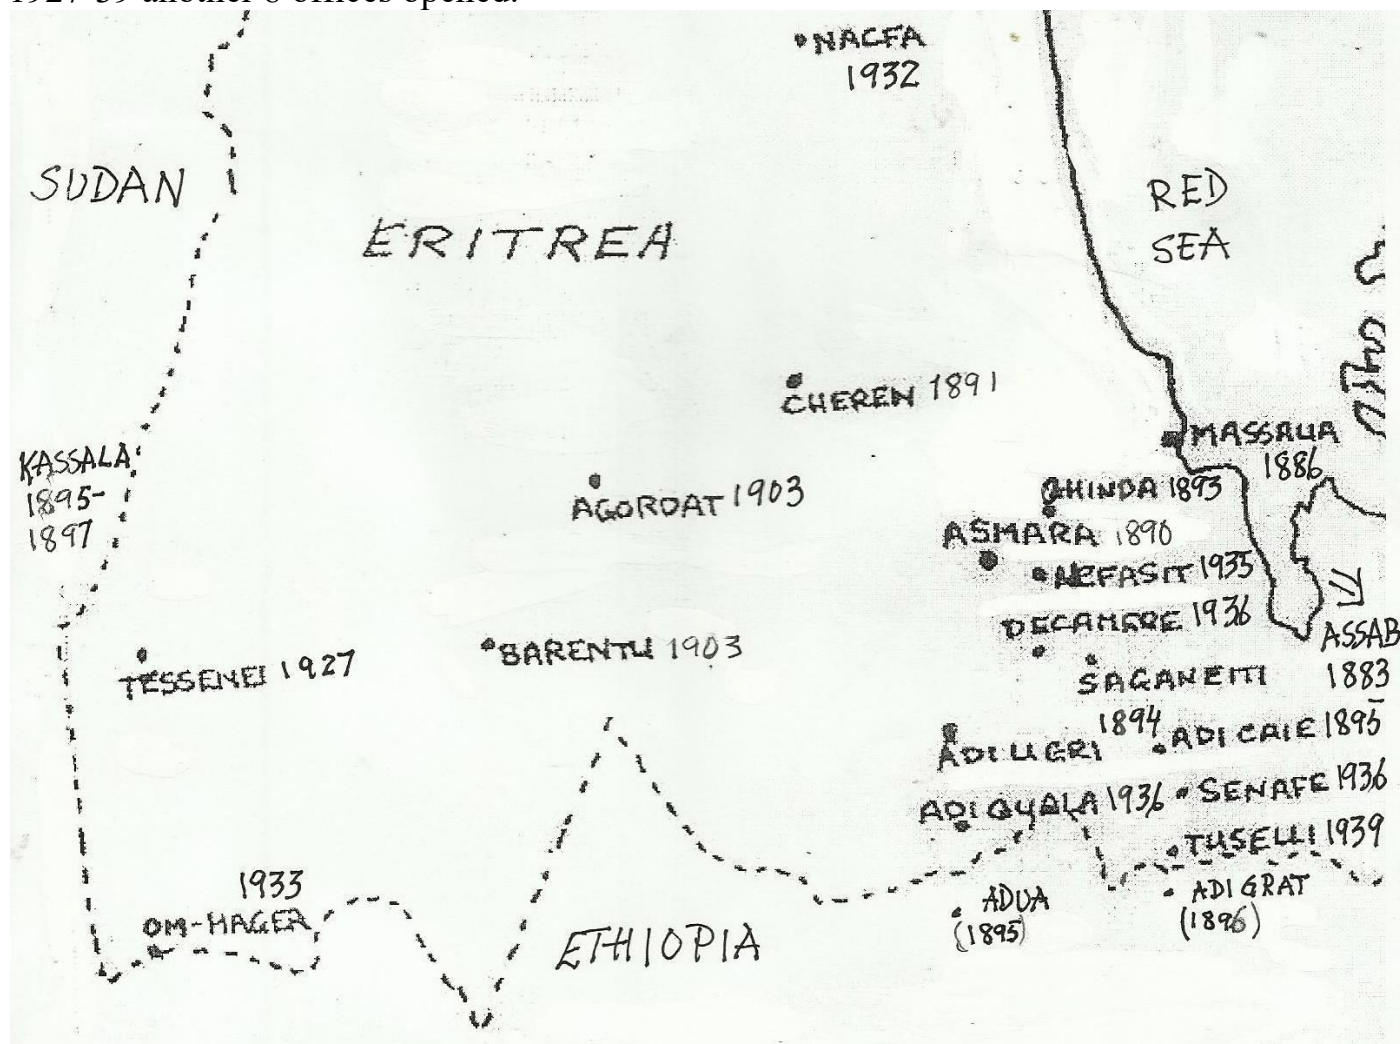 1927-39 another 8 offices opened.
NACFA
1932
SUDAN
RED
SEA
ERITREA
CHEREN 1891
MASSAUA
1886
KASSALA
1895-
1897
AGORDAT 1903
GHINDA 1893
ASMARA 1890
NEFASIT 1935
DECAMERE 1936
ASSAB
1883
TESSENEI 1927
BARENTU 1903
SAGANEITI
1894
ADI UGRI
ADI CAIE 1895
ADI QUALA 1936
SENAFE 1936
TUSELLI 1939
1933
OM-HAGER
ADUA
(1895)
ADIGRAT
(1896)
ETHIOPIA